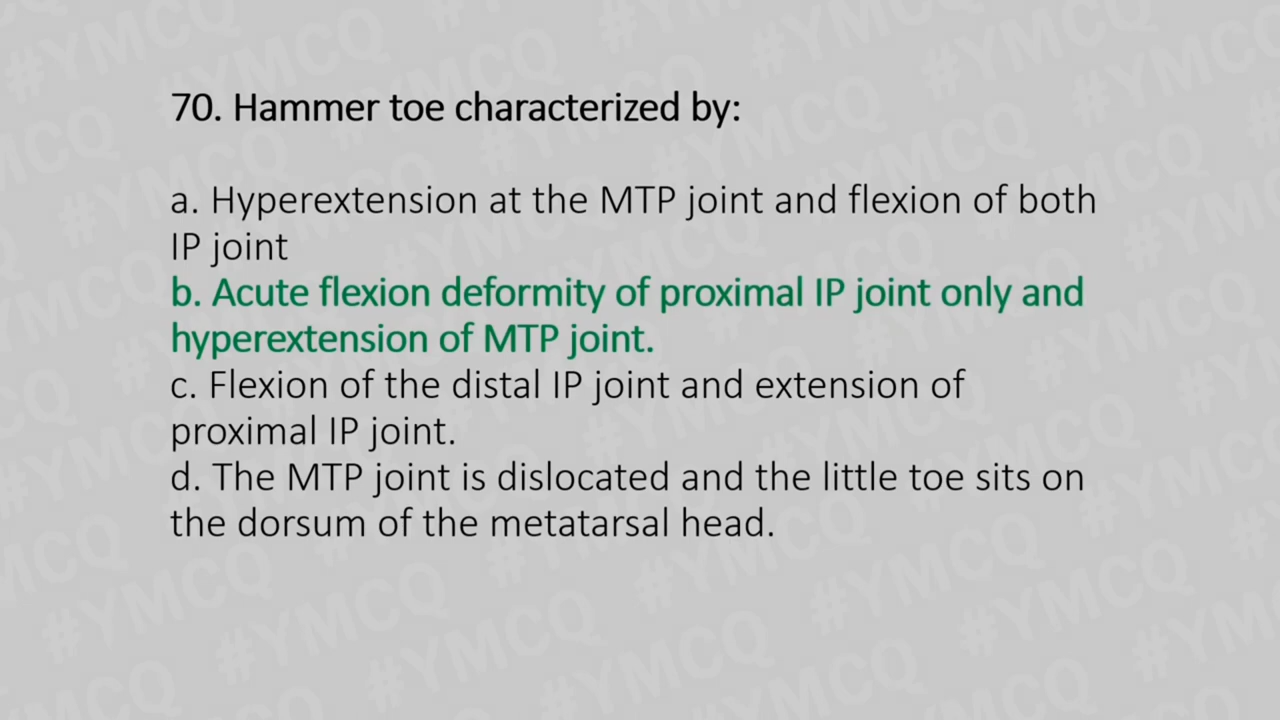 70. Hammer toe characterized by:
a. Hyperextension at the MTP joint and flexion of both
IP joint
b. Acute flexion deformity of proximal IP joint only and
hyperextension of MTP joint.
c. Flexion of the distal IP joint and extension of
proximal IP joint.
d. The MTP joint is dislocated and the little toe sits on
the dorsum of the metatarsal head.
#YMCQ